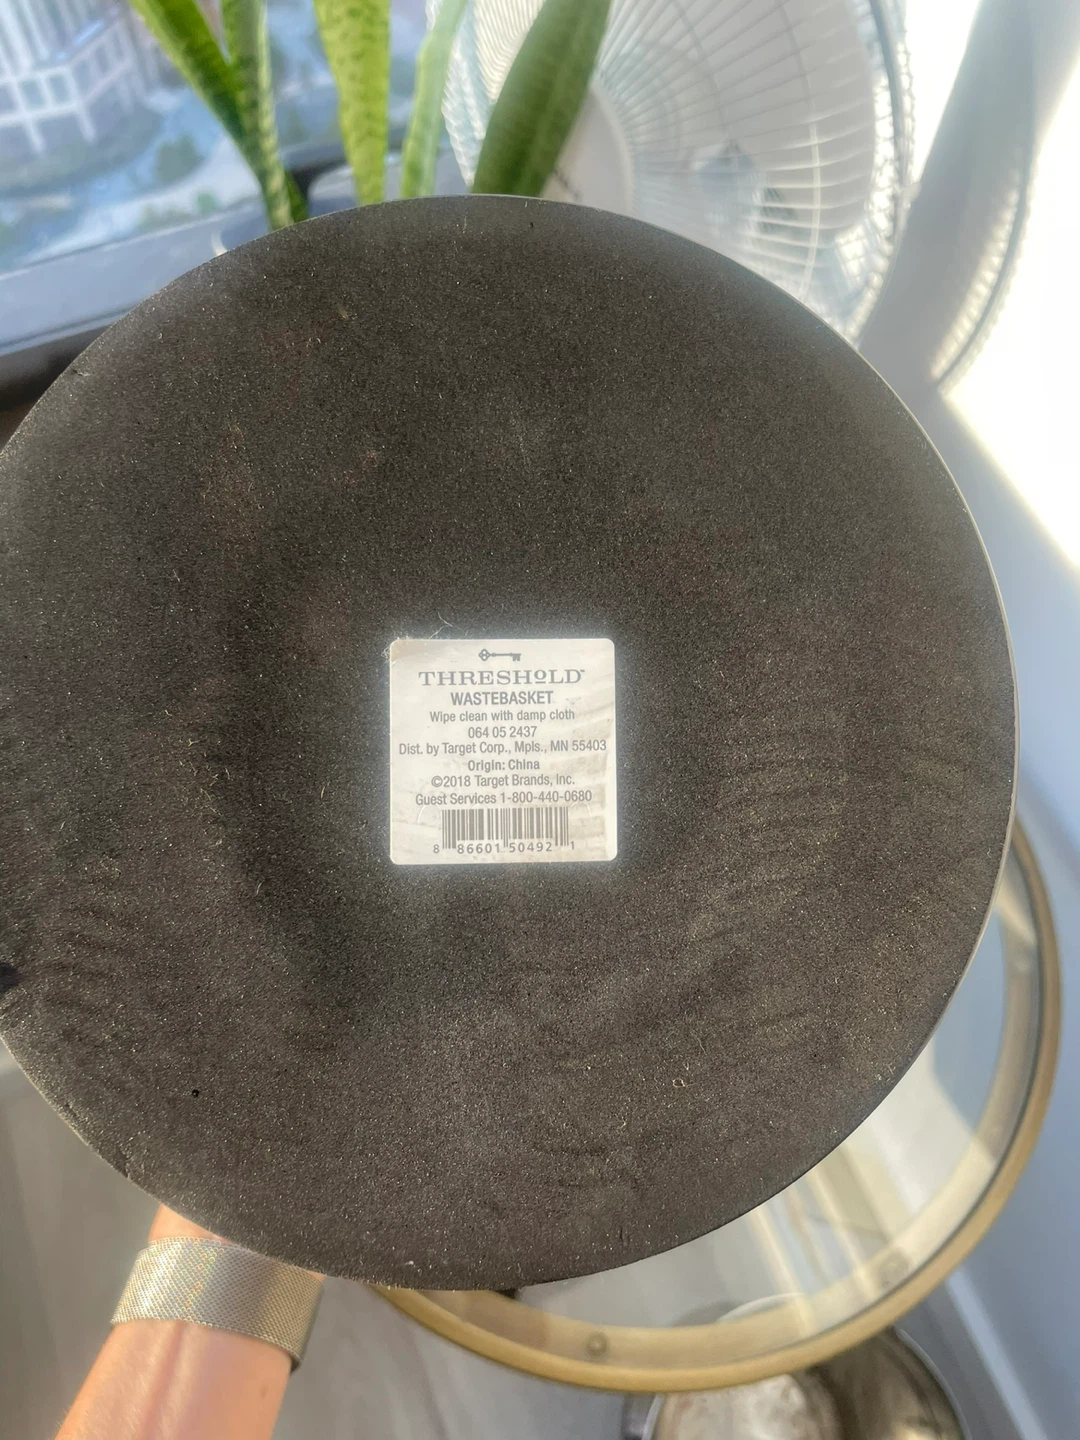 THRESHOLD™
WASTEBASKET
Wipe clean with damp cloth
064 05 2437
Dist. by Target Corp., Mpls., MN 55403
Origin: China
©2018 Target Brands, Inc.
Guest Services 1-800-440-0680
8 86601 50492 1